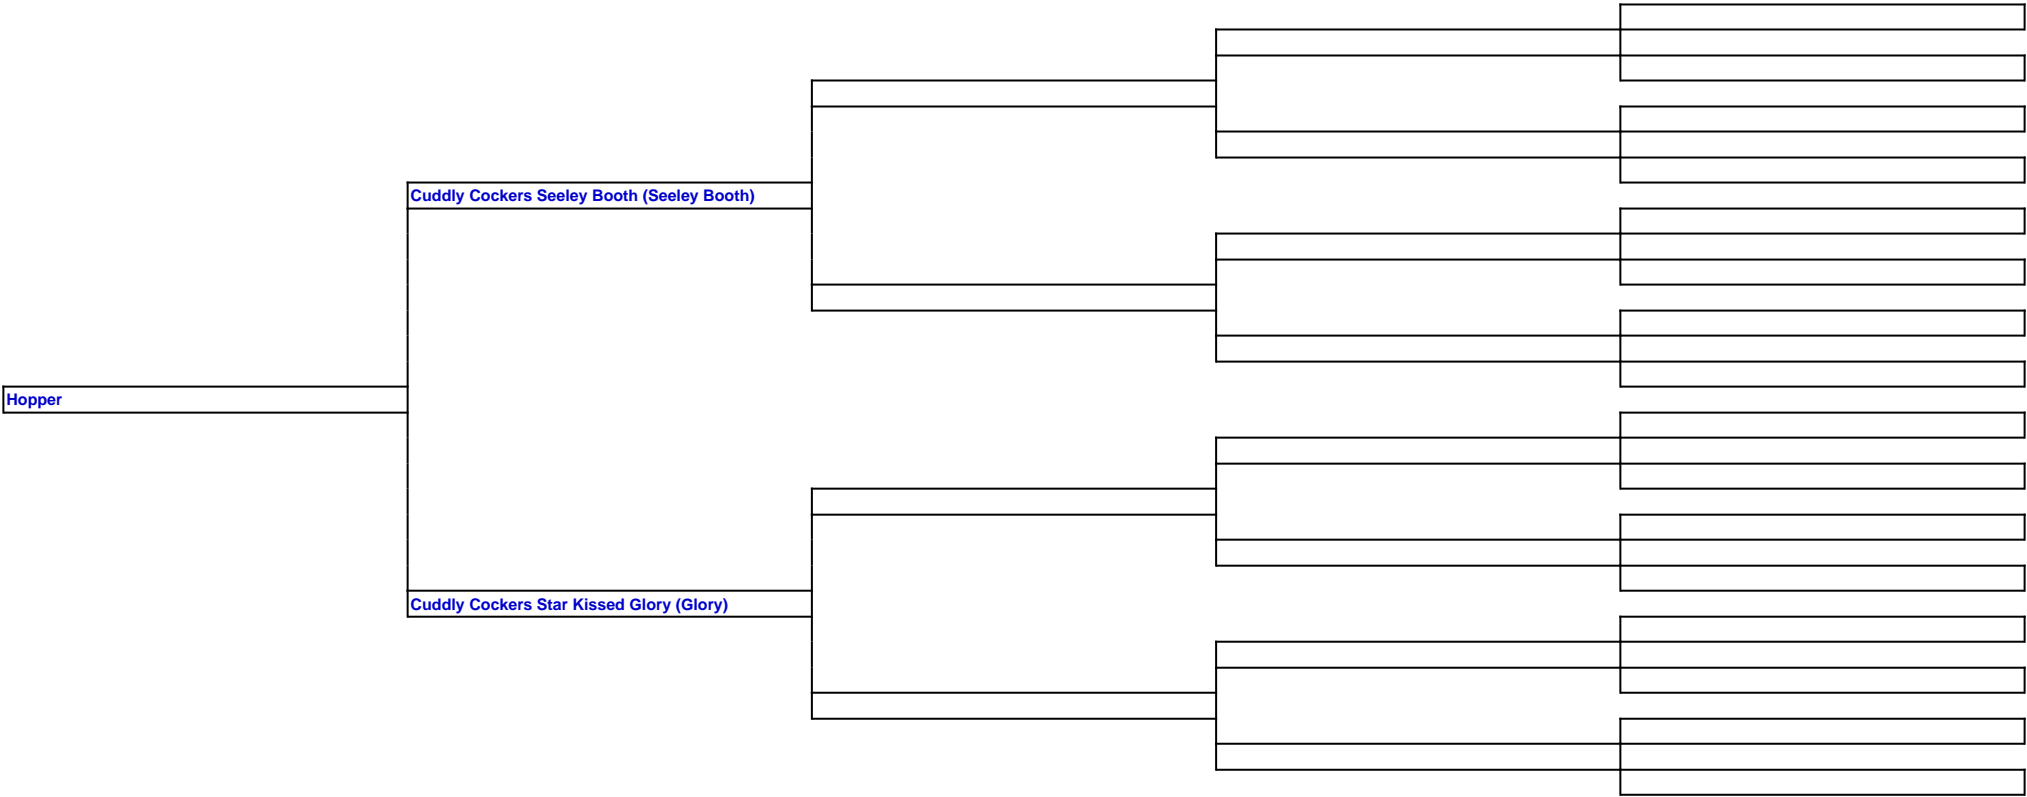 Cuddly Cockers Seeley Booth (Seeley Booth)
Hopper
Cuddly Cockers Star Kissed Glory (Glory)